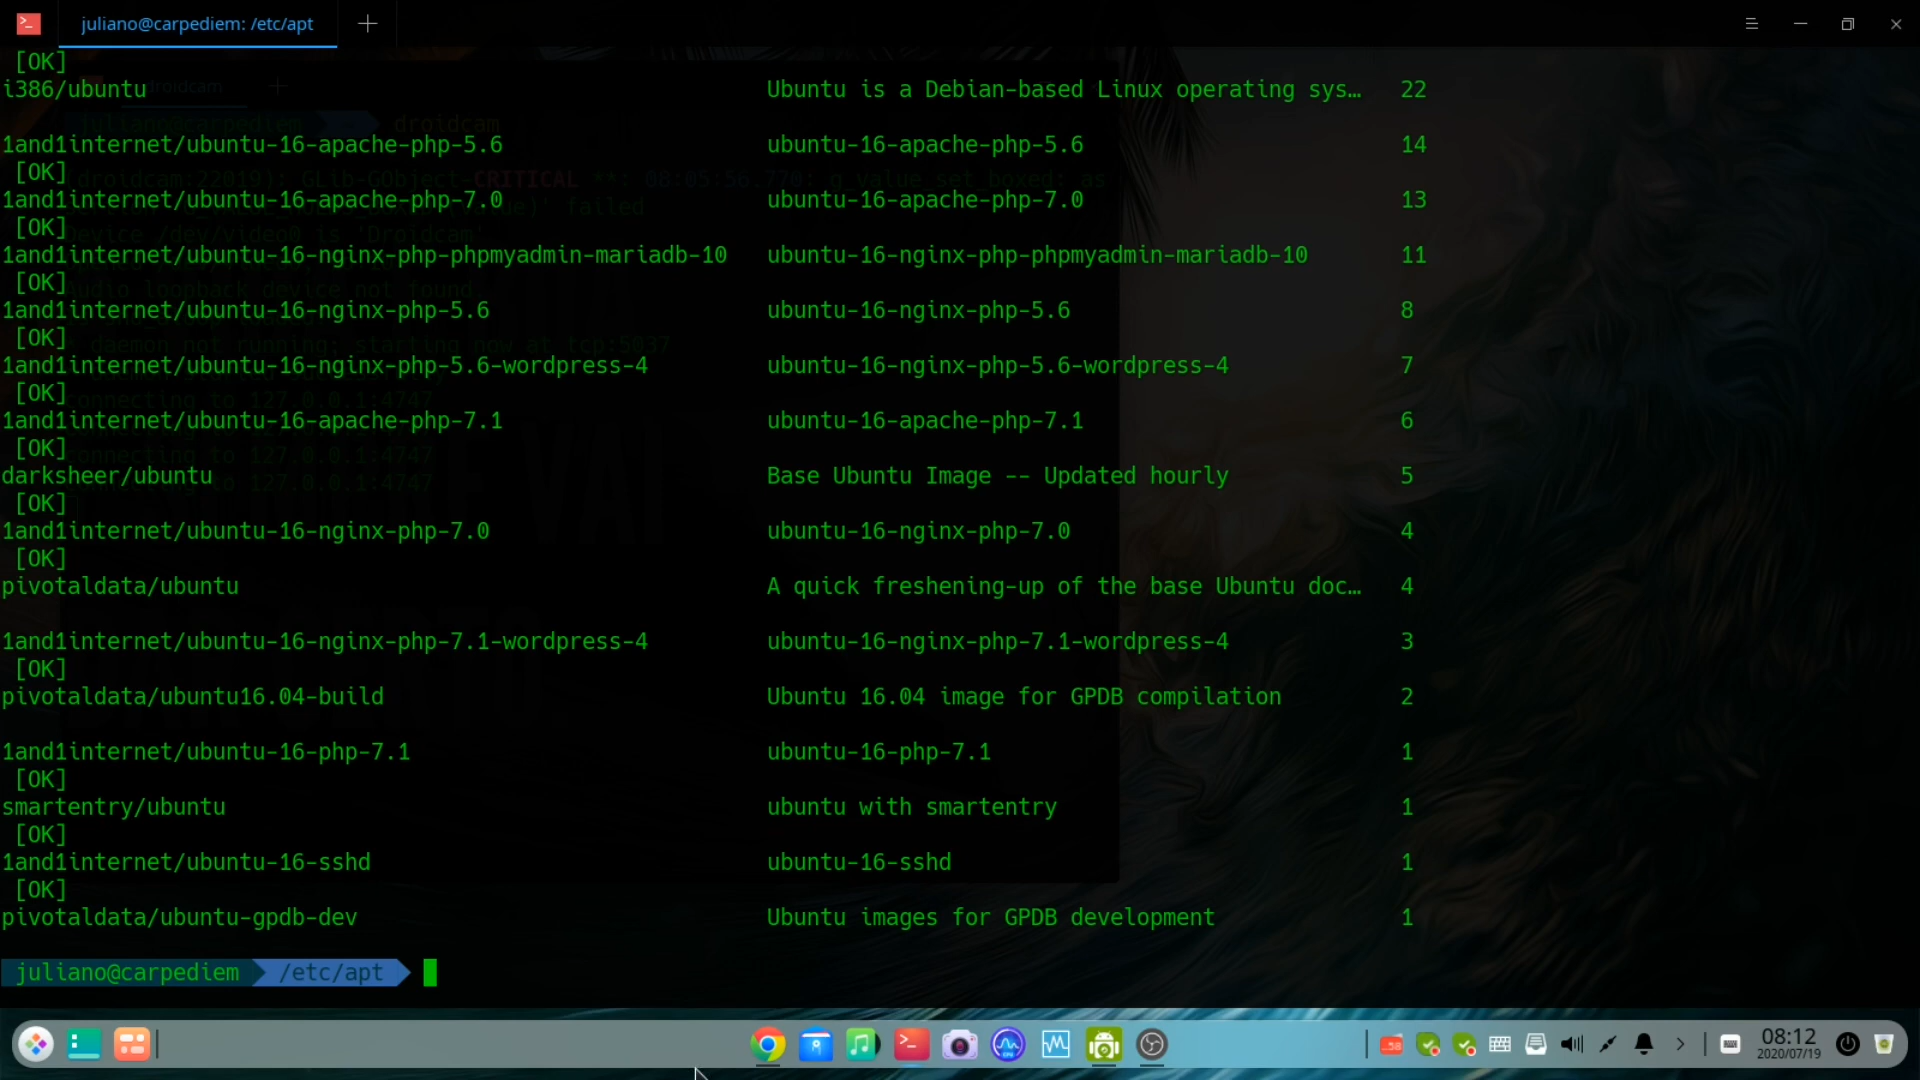 juliano@carpediem: /etc/apt
[OK]
i386/ubuntu Ubuntu is a Debian-based Linux operating sys… 22
1and1internet/ubuntu-16-apache-php-5.6 ubuntu-16-apache-php-5.6 14
[OK]
1and1internet/ubuntu-16-apache-php-7.0 ubuntu-16-apache-php-7.0 13
[OK]
1and1internet/ubuntu-16-nginx-php-phpmyadmin-mariadb-10 ubuntu-16-nginx-php-phpmyadmin-mariadb-10 11
[OK]
1and1internet/ubuntu-16-nginx-php-5.6 ubuntu-16-nginx-php-5.6 8
[OK]
1and1internet/ubuntu-16-nginx-php-5.6-wordpress-4 ubuntu-16-nginx-php-5.6-wordpress-4 7
[OK]
1and1internet/ubuntu-16-apache-php-7.1 ubuntu-16-apache-php-7.1 6
[OK]
darksheer/ubuntu Base Ubuntu Image -- Updated hourly 5
[OK]
1and1internet/ubuntu-16-nginx-php-7.0 ubuntu-16-nginx-php-7.0 4
[OK]
pivotaldata/ubuntu A quick freshening-up of the base Ubuntu doc… 4
1and1internet/ubuntu-16-nginx-php-7.1-wordpress-4 ubuntu-16-nginx-php-7.1-wordpress-4 3
[OK]
pivotaldata/ubuntu16.04-build Ubuntu 16.04 image for GPDB compilation 2
1and1internet/ubuntu-16-php-7.1 ubuntu-16-php-7.1 1
[OK]
smartentry/ubuntu ubuntu with smartentry 1
[OK]
1and1internet/ubuntu-16-sshd ubuntu-16-sshd 1
[OK]
pivotaldata/ubuntu-gpdb-dev Ubuntu images for GPDB development 1
juliano@carpediem /etc/apt
08:12
2020/07/19